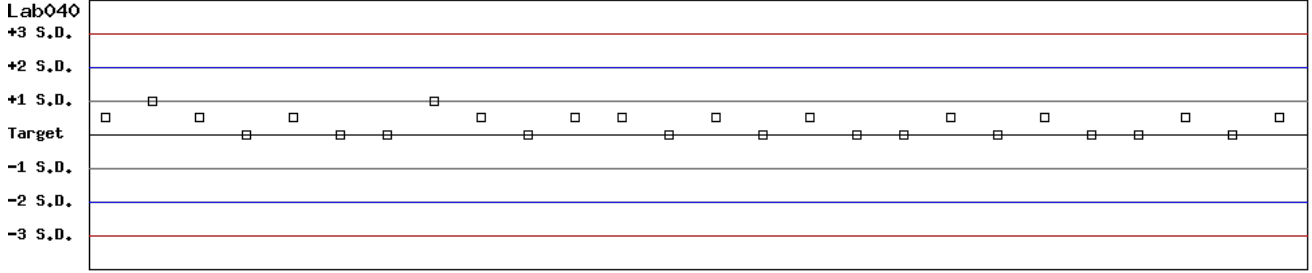 Lab040
+3 S.D.
+2 S.D.
+1 S.D.
Target
-1 S.D.
-2 S.D.
-3 S.D.